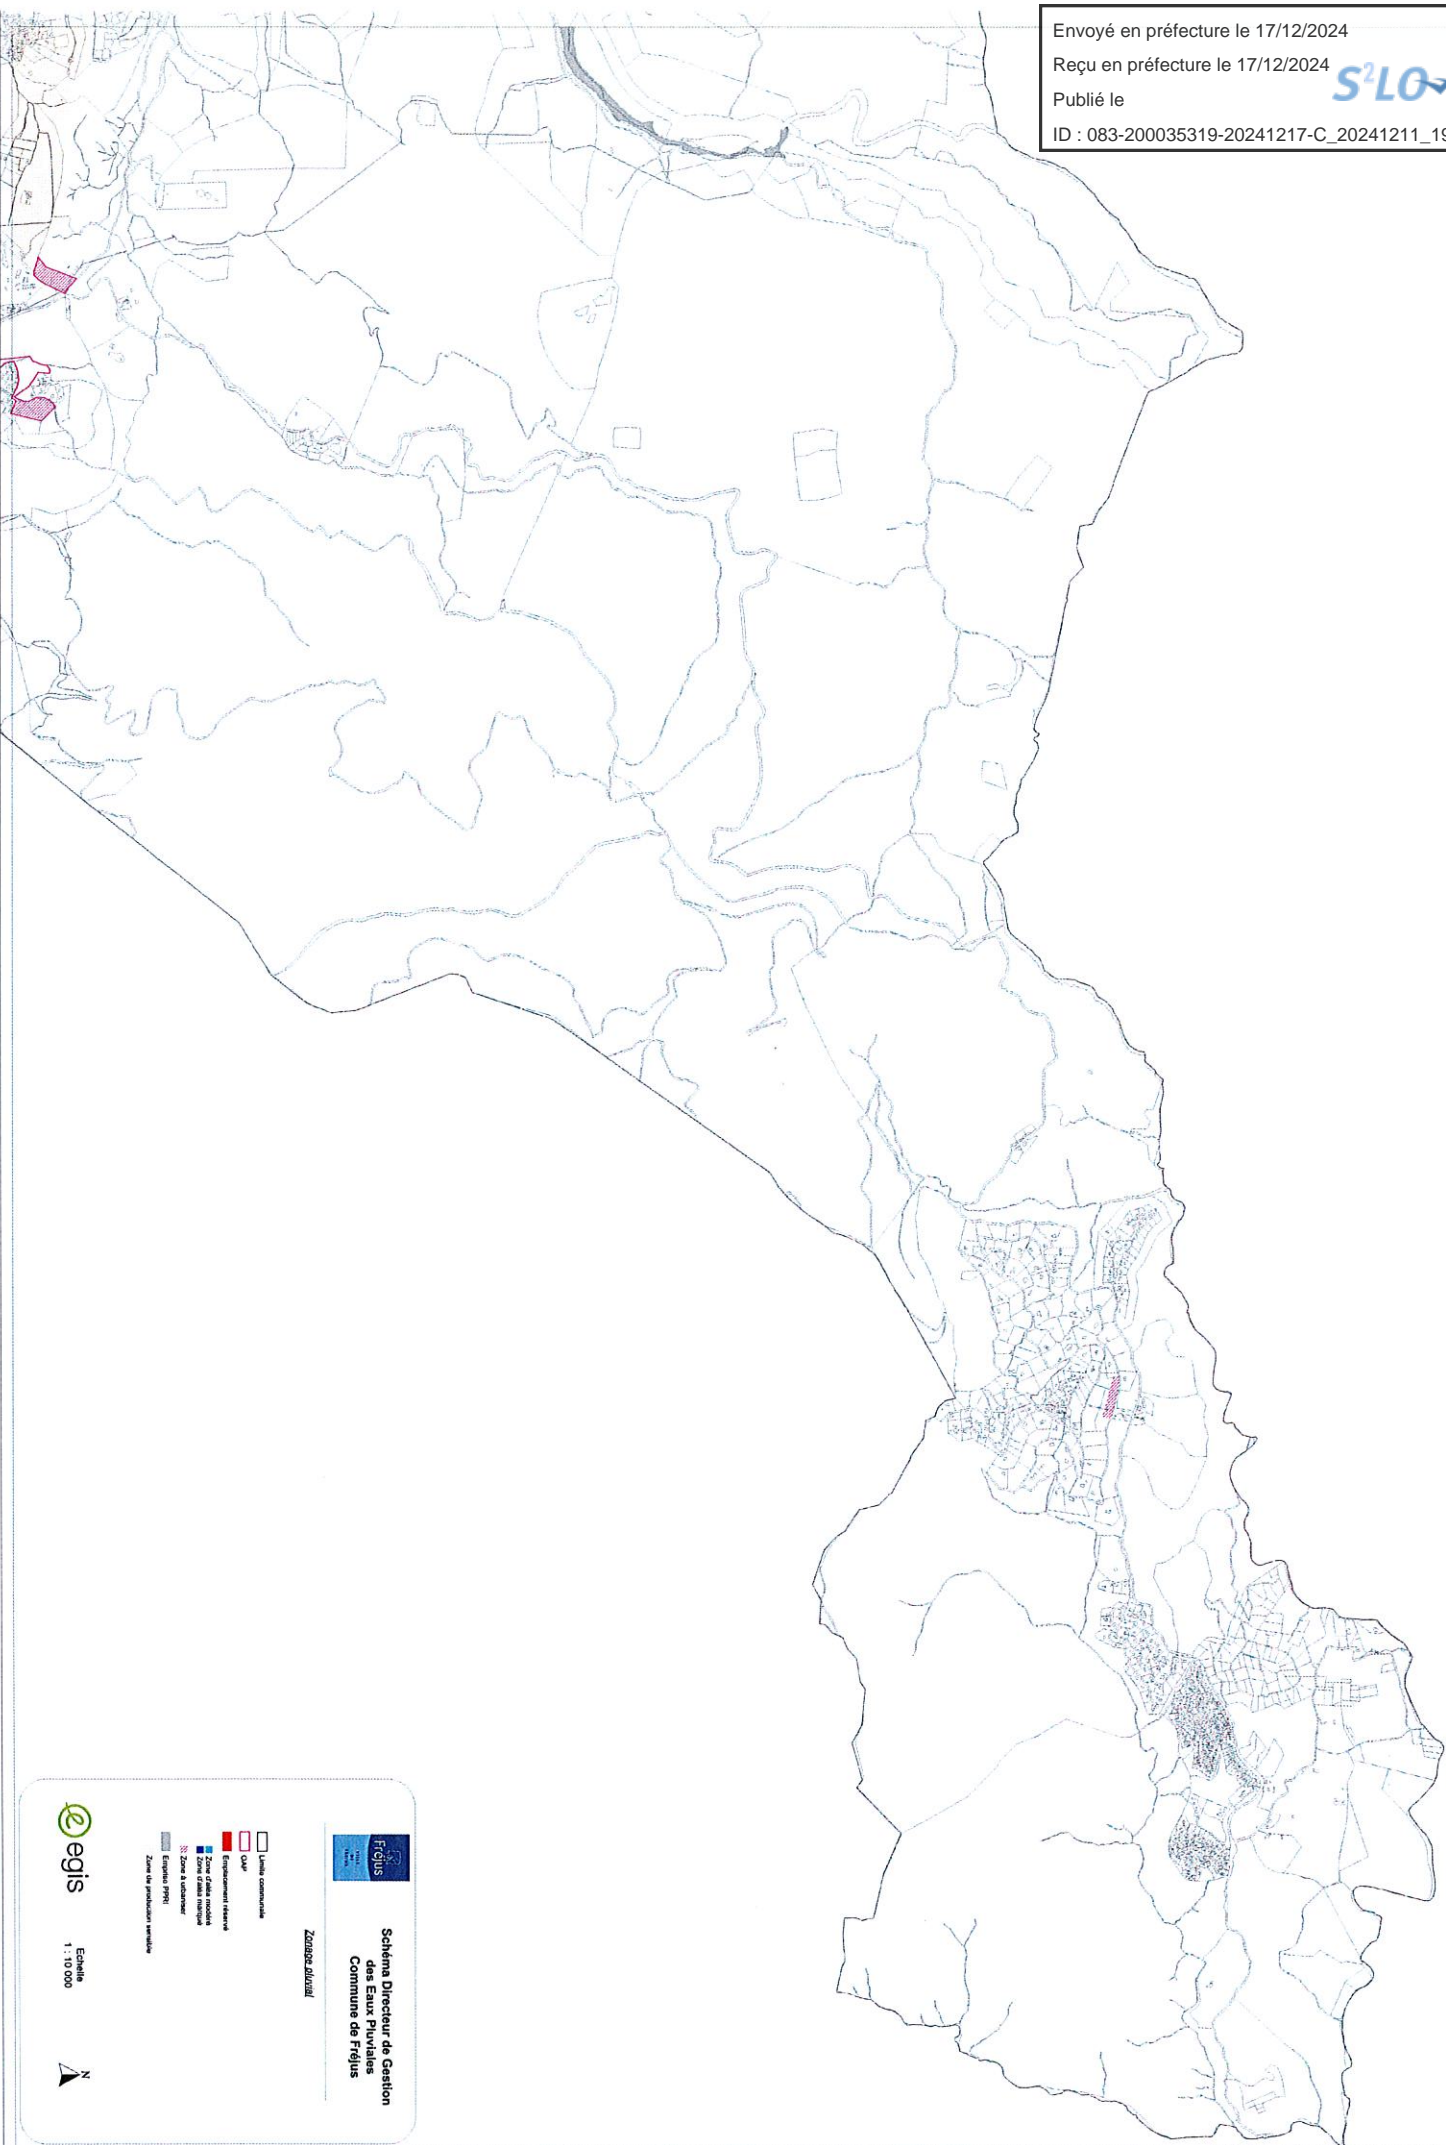 Envoyé en préfecture le 17/12/2024
Reçu en préfecture le 17/12/2024
Publié le
S²LO
ID : 083-200035319-20241217-C_20241211_19
Fréjus
VILLE
Schéma Directeur de Gestion
des Eaux Pluviales
Commune de Fréjus
Zonage pluvial
Limite communale
OAP
Emplacement réservé
Zone d'aléa modéré
Zone d'aléa marqué
Zone à urbaniser
Emprise PPRI
Zone de production sensible
egis
Echelle
1 : 10 000
N